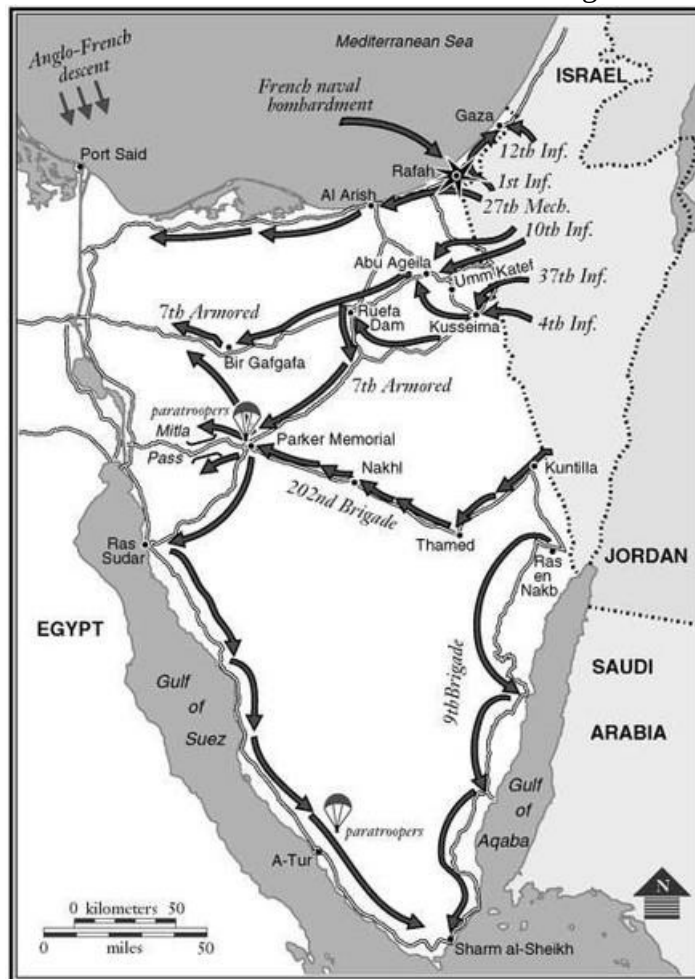 Mediterranean Sea
Anglo-French
descent
French naval
bombardment
ISRAEL
Gaza
12th Inf.
Port Said
Rafah
1st Inf.
Al Arish
27th Mech.
10th Inf.
Abu Ageila
Umm Katef
37th Inf.
7th Armored
Ruefa
Dam
Kusseima
4th Inf.
Bir Gafgafa
7th Armored
paratroopers
Mitla
Pass
Parker Memorial
Nakhl
Kuntilla
202nd Brigade
Thamed
Ras
Sudar
Ras
en
Nakb
JORDAN
EGYPT
SAUDI
ARABIA
Gulf
of
Suez
9thBrigade
Gulf
of
Aqaba
paratroopers
A-Tur
N
0 kilometers 50
0 miles 50
Sharm al-Sheikh